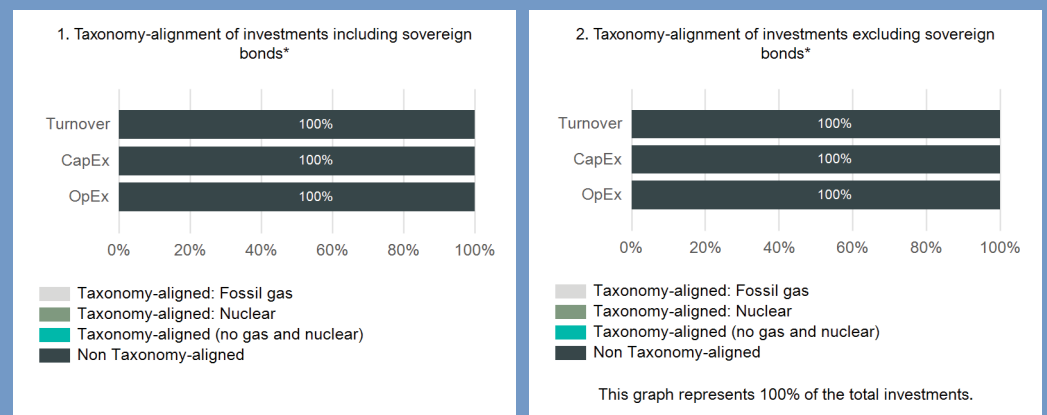 1. Taxonomy-alignment of investments including sovereign
bonds*
Turnover
100%
CapEx
100%
OpEx
100%
0% 20% 40% 60% 80% 100%
Taxonomy-aligned: Fossil gas
Taxonomy-aligned: Nuclear
Taxonomy-aligned (no gas and nuclear)
Non Taxonomy-aligned
2. Taxonomy-alignment of investments excluding sovereign
bonds*
Turnover
100%
CapEx
100%
OpEx
100%
0% 20% 40% 60% 80% 100%
Taxonomy-aligned: Fossil gas
Taxonomy-aligned: Nuclear
Taxonomy-aligned (no gas and nuclear)
Non Taxonomy-aligned
This graph represents 100% of the total investments.